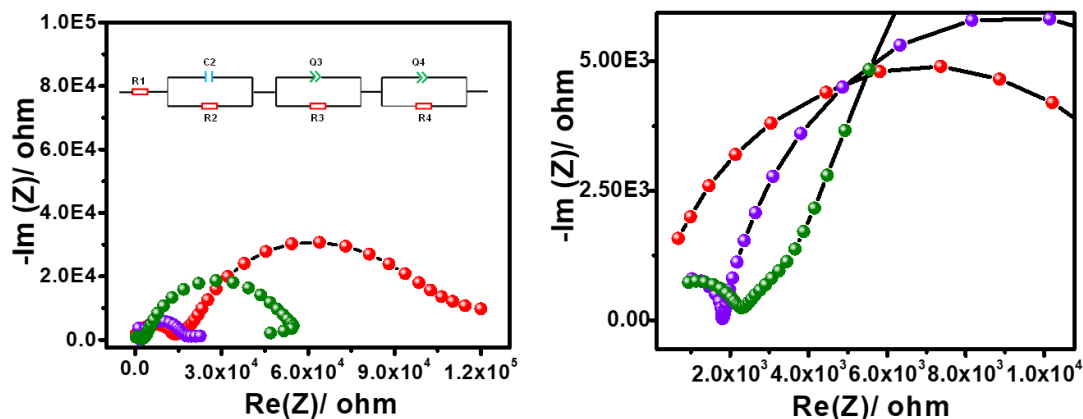 1.0E5
8.0E4
6.0E4
4.0E4
2.0E4
0.0
-Im (Z)/ ohm
C2
Q3
Q4
R1
R2
R3
R4
0.0 3.0x10⁴ 6.0x10⁴ 9.0x10⁴ 1.2x10⁵
Re(Z)/ ohm
5.00E3
2.50E3
0.00
-Im (Z)/ ohm
2.0x10³ 4.0x10³ 6.0x10³ 8.0x10³ 1.0x10⁴
Re(Z)/ ohm